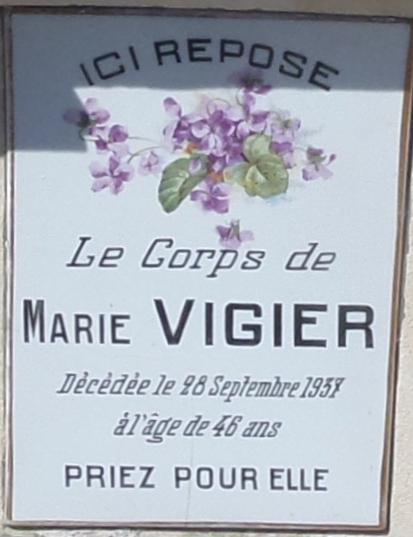 ICI REPOSE
Le Corps de
MARIE VIGIER
Décédée le 28 Septembre 1937
à l'âge de 46 ans
PRIEZ POUR ELLE